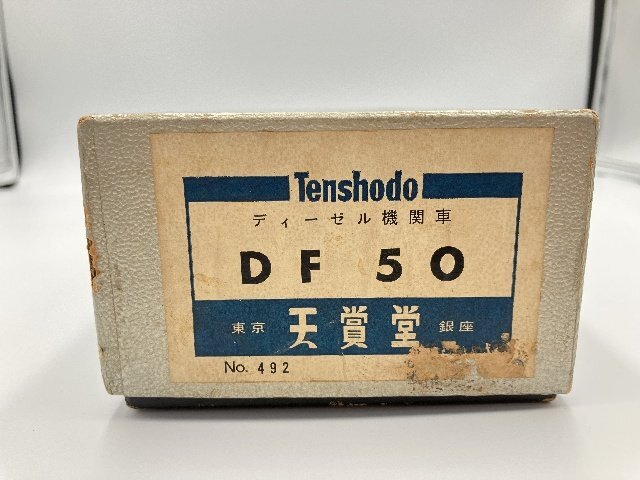 Tenshodo
ディーゼル機関車
DF 50
東京 天賞堂 銀座
No. 492